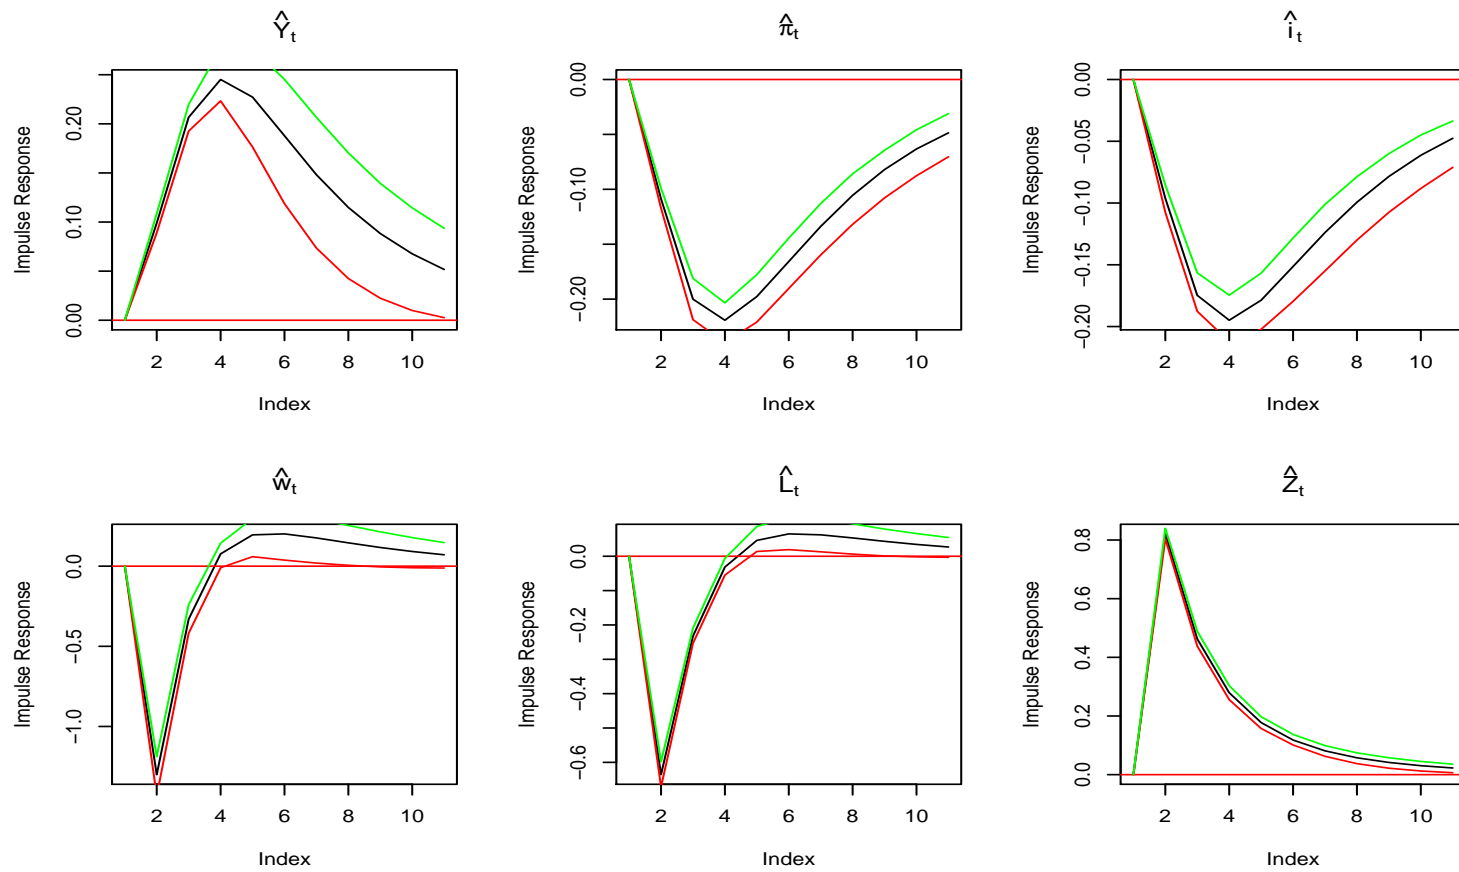 Ŷt
π̂t
ît
Impulse Response
0.00
0.10
0.20
2
4
6
8
10
Index
Impulse Response
−0.20
−0.10
0.00
2
4
6
8
10
Index
Impulse Response
−0.20
−0.15
−0.10
−0.05
0.00
2
4
6
8
10
Index
ŵt
L̂t
Ẑt
Impulse Response
−1.0
−0.5
0.0
2
4
6
8
10
Index
Impulse Response
−0.6
−0.4
−0.2
0.0
2
4
6
8
10
Index
Impulse Response
0.0
0.2
0.4
0.6
0.8
2
4
6
8
10
Index